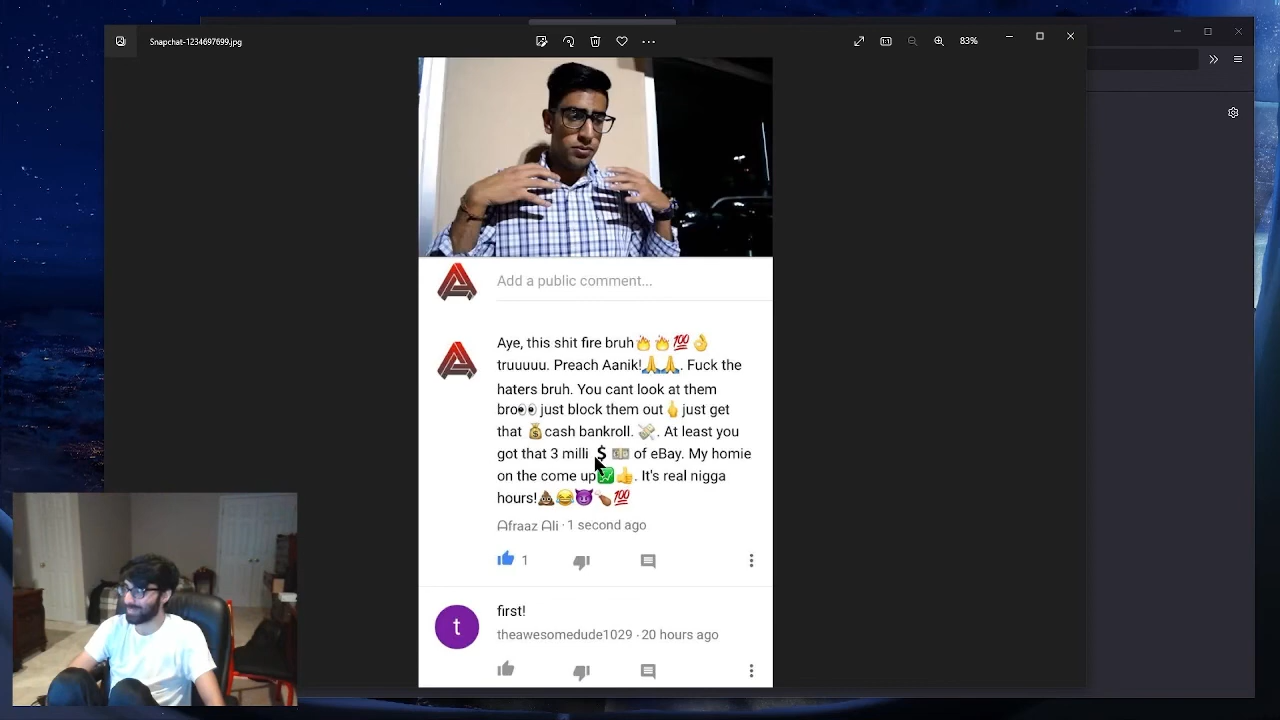 Snapchat-1234697699.jpg
83%
Add a public comment...
Aye, this shit fire bruh🔥🔥💯👌
truuuuu. Preach Aanik!🙏🙏. Fuck the
haters bruh. You cant look at them
bro👀 just block them out🖕just get
that 💰cash bankroll. 💸. At least you
got that 3 milli 💲💵 of eBay. My homie
on the come up💹👍. It's real nigga
hours!💩😂😈🍗💯
Afraaz Ali · 1 second ago
1
t
first!
theawesomedude1029 · 20 hours ago